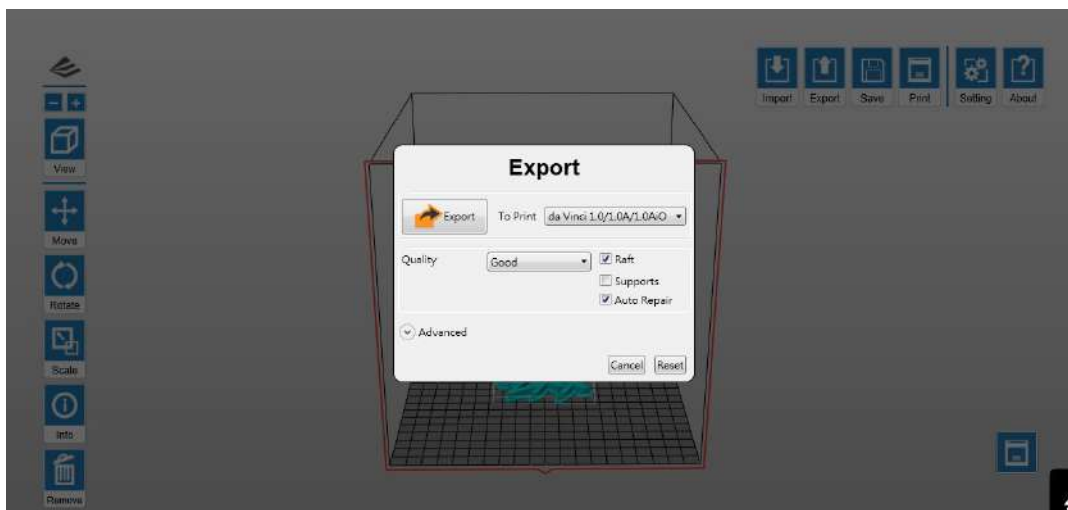 Import Export Save Print Setting About
View
Move
Rotate
Scale
Info
Remove
Export
Export To Print da Vinci 1.0/1.0A/1.0AiO
Quality Good Raft
Supports
Auto Repair
Advanced
Cancel Reset